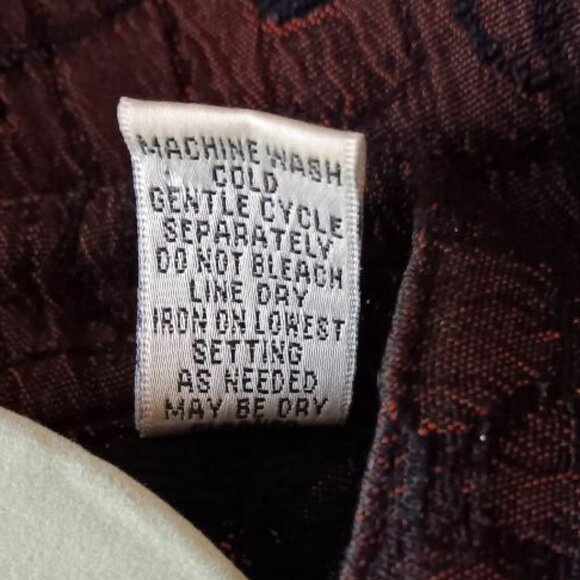 MACHINE WASH
COLD
GENTLE CYCLE
SEPARATELY
DO NOT BLEACH
LINE DRY
IRON ON LOWEST
SETTING
AS NEEDED
MAY BE DRY